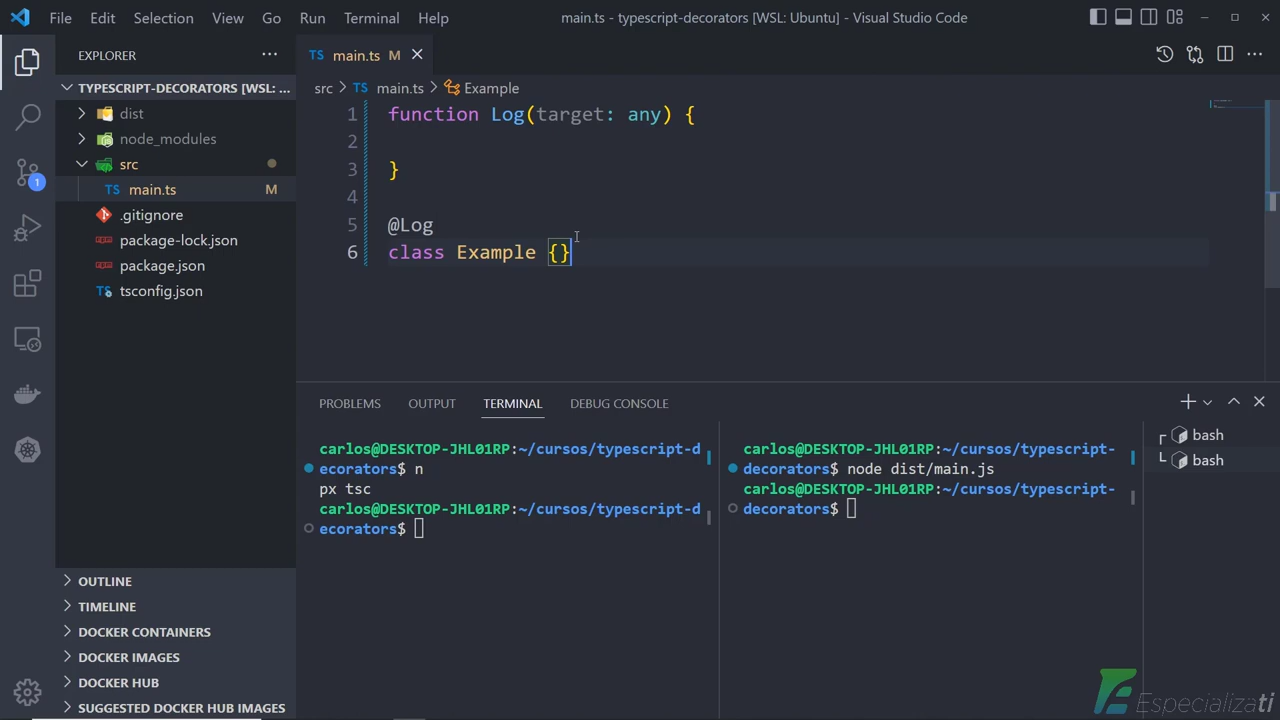 File Edit Selection View Go Run Terminal Help
main.ts - typescript-decorators [WSL: Ubuntu] - Visual Studio Code
EXPLORER
TYPESCRIPT-DECORATORS [WSL: ...
dist
node_modules
src
TS main.ts M
.gitignore
package-lock.json
package.json
TS tsconfig.json
OUTLINE
TIMELINE
DOCKER CONTAINERS
DOCKER IMAGES
DOCKER HUB
SUGGESTED DOCKER HUB IMAGES
1
TS main.ts M
src > TS main.ts > Example
1 function Log(target: any) {
2
3 }
4
5 @Log
6 class Example {}
PROBLEMS OUTPUT TERMINAL DEBUG CONSOLE
carlos@DESKTOP-JHL01RP:~/cursos/typescript-d
ecorators$ n
px tsc
carlos@DESKTOP-JHL01RP:~/cursos/typescript-d
ecorators$
carlos@DESKTOP-JHL01RP:~/cursos/typescript-
decorators$ node dist/main.js
carlos@DESKTOP-JHL01RP:~/cursos/typescript-
decorators$
bash
bash
Especializati